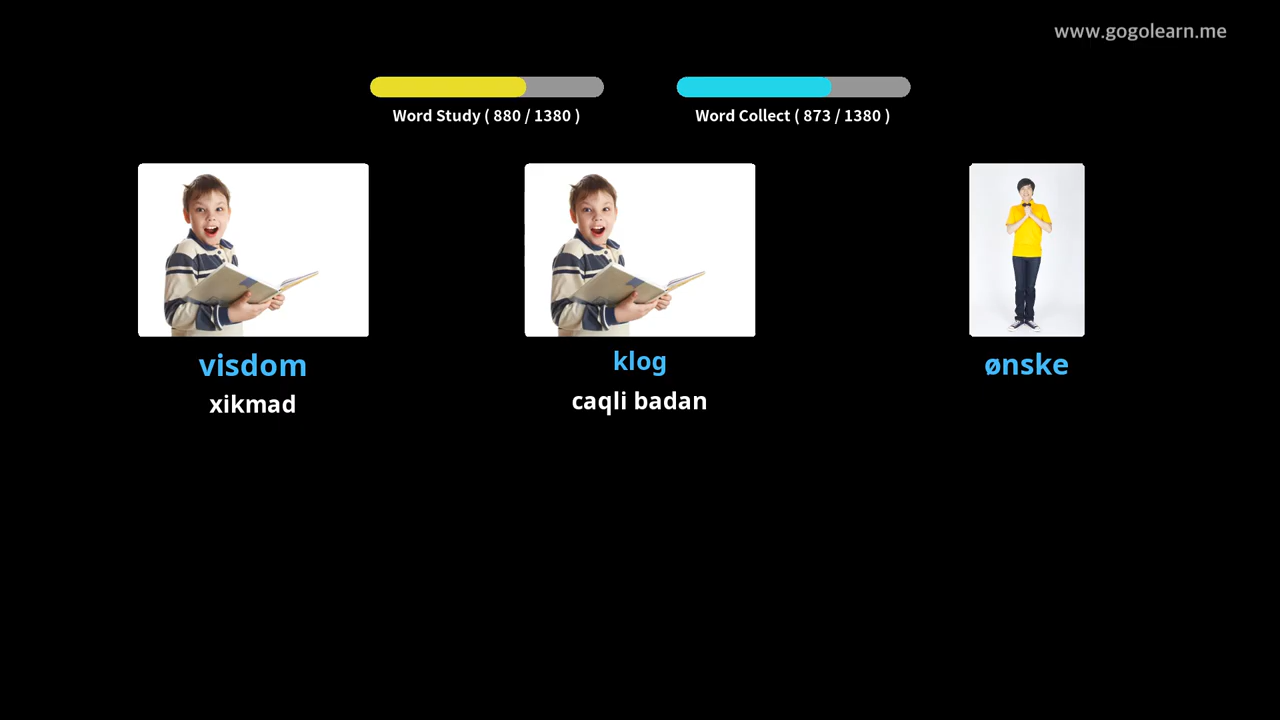 www.gogolearn.me
Word Study ( 880 / 1380 )
Word Collect ( 873 / 1380 )
visdom
klog
ønske
xikmad
caqli badan